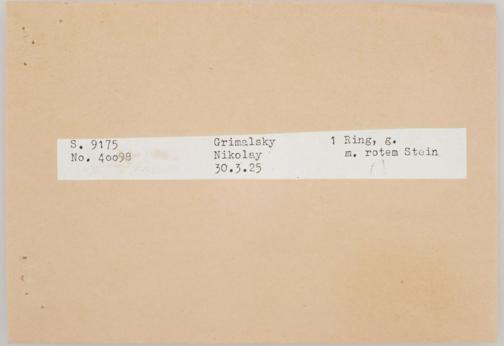 S. 9175 Grimalsky 1 Ring, g.
No. 40098 Nikolay m. rotem Stein
30.3.25